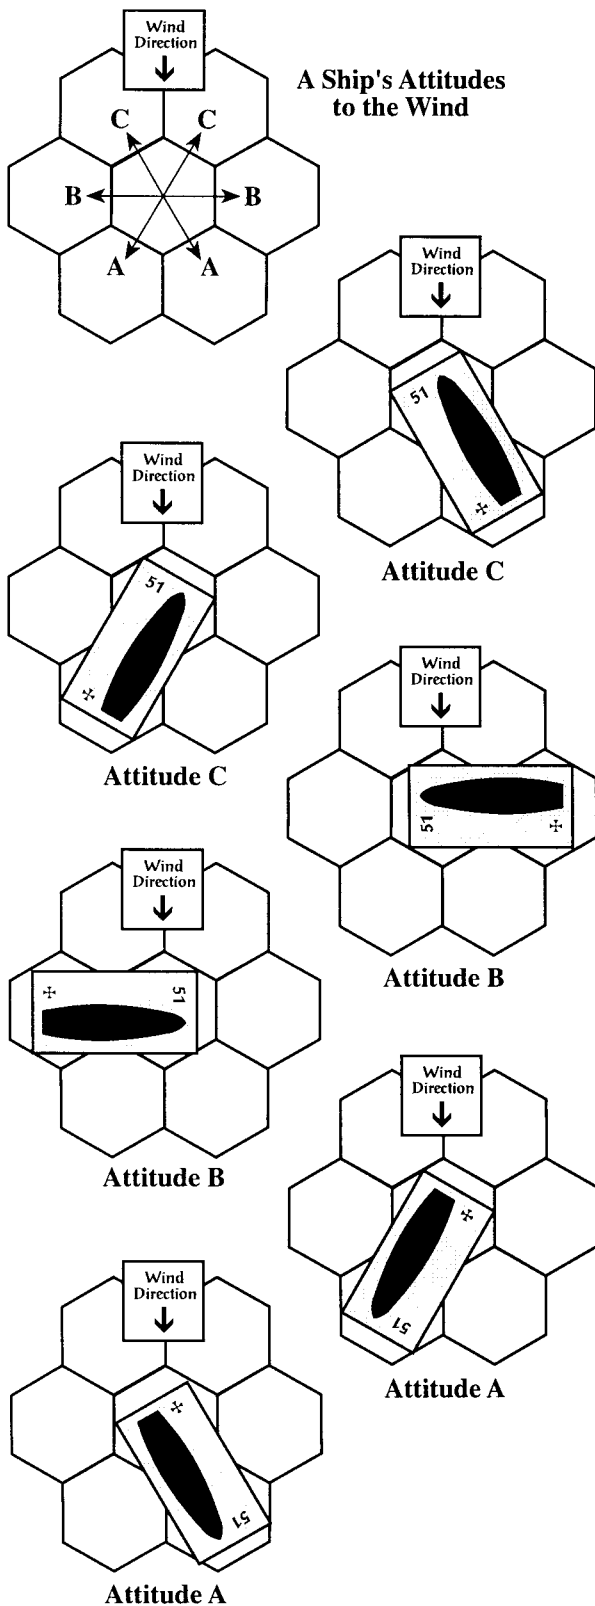 Wind
Direction
A Ship's Attitudes
to the Wind
C
C
B
B
A
A
Wind
Direction
51
Attitude C
Wind
Direction
51
Attitude C
Wind
Direction
51
Attitude B
Wind
Direction
51
Attitude B
Wind
Direction
51
Attitude A
Wind
Direction
51
Attitude A